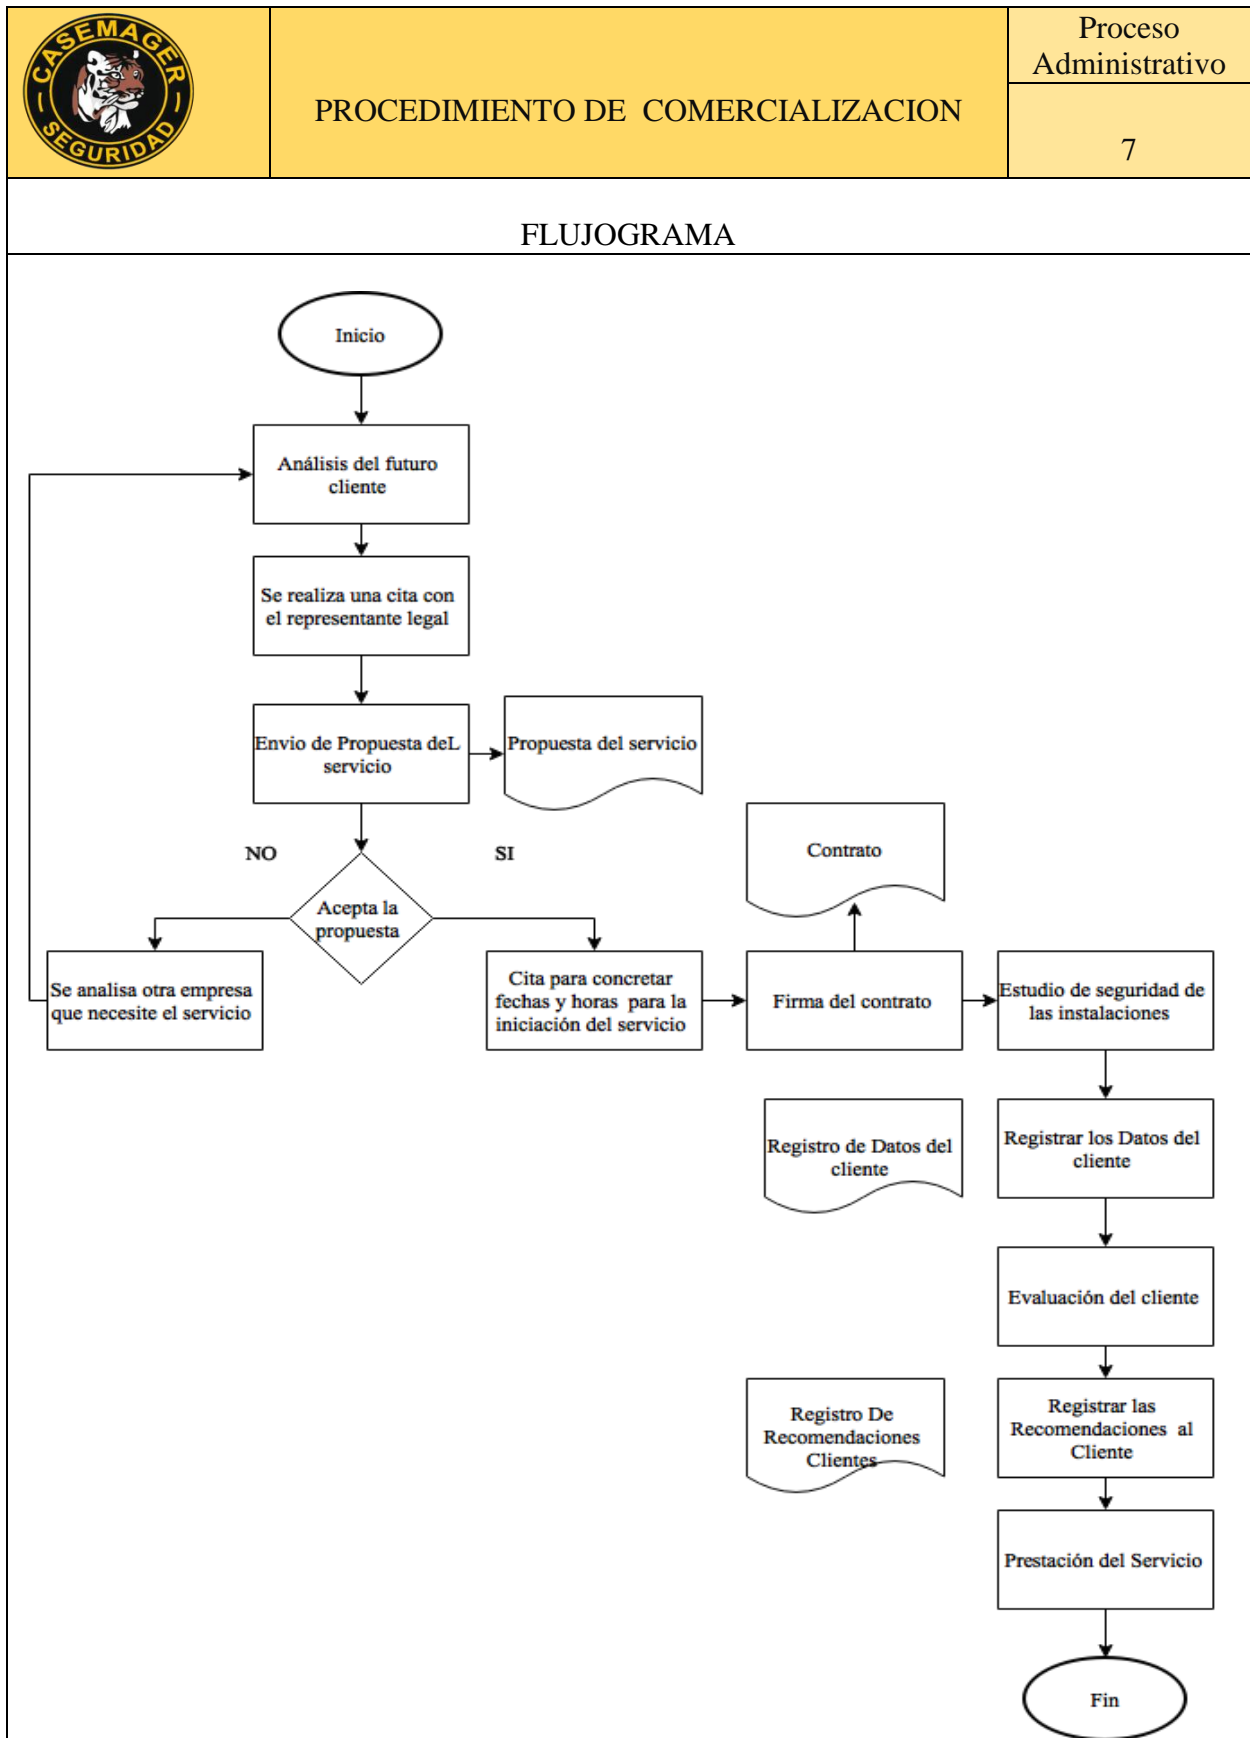 CASEMAGER
SEGURIDAD
PROCEDIMIENTO DE COMERCIALIZACION
Proceso
Administrativo
7
FLUJOGRAMA
Inicio
Análisis del futuro
cliente
Se realiza una cita con
el representante legal
Envio de Propuesta deL
servicio
Propuesta del servicio
NO
SI
Acepta la
propuesta
Contrato
Se analisa otra empresa
que necesite el servicio
Cita para concretar
fechas y horas para la
iniciación del servicio
Firma del contrato
Estudio de seguridad de
las instalaciones
Registro de Datos del
cliente
Registrar los Datos del
cliente
Evaluación del cliente
Registro De
Recomendaciones
Clientes
Registrar las
Recomendaciones al
Cliente
Prestación del Servicio
Fin